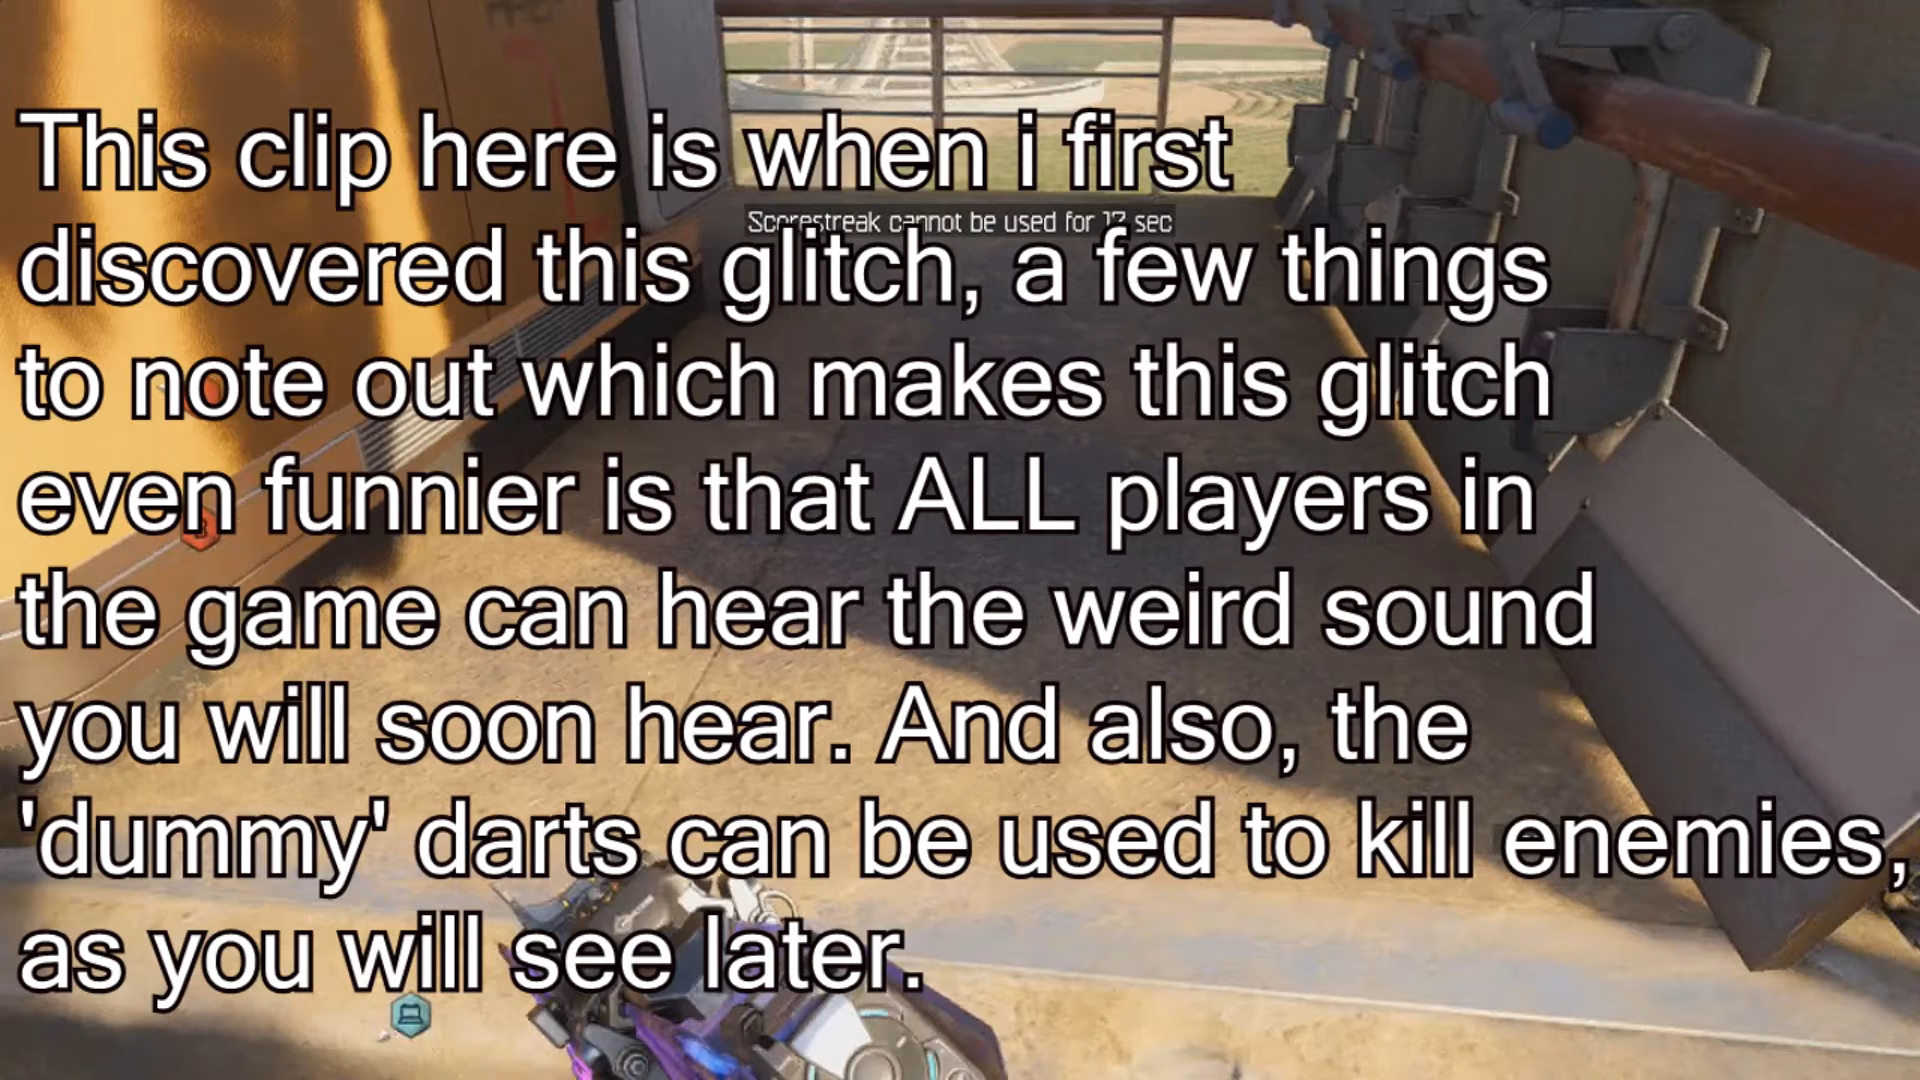 This clip here is when i first
Scorestreak cannot be used for 12 sec
discovered this glitch, a few things
to note out which makes this glitch
even funnier is that ALL players in
the game can hear the weird sound
you will soon hear. And also, the
'dummy' darts can be used to kill enemies,
as you will see later.